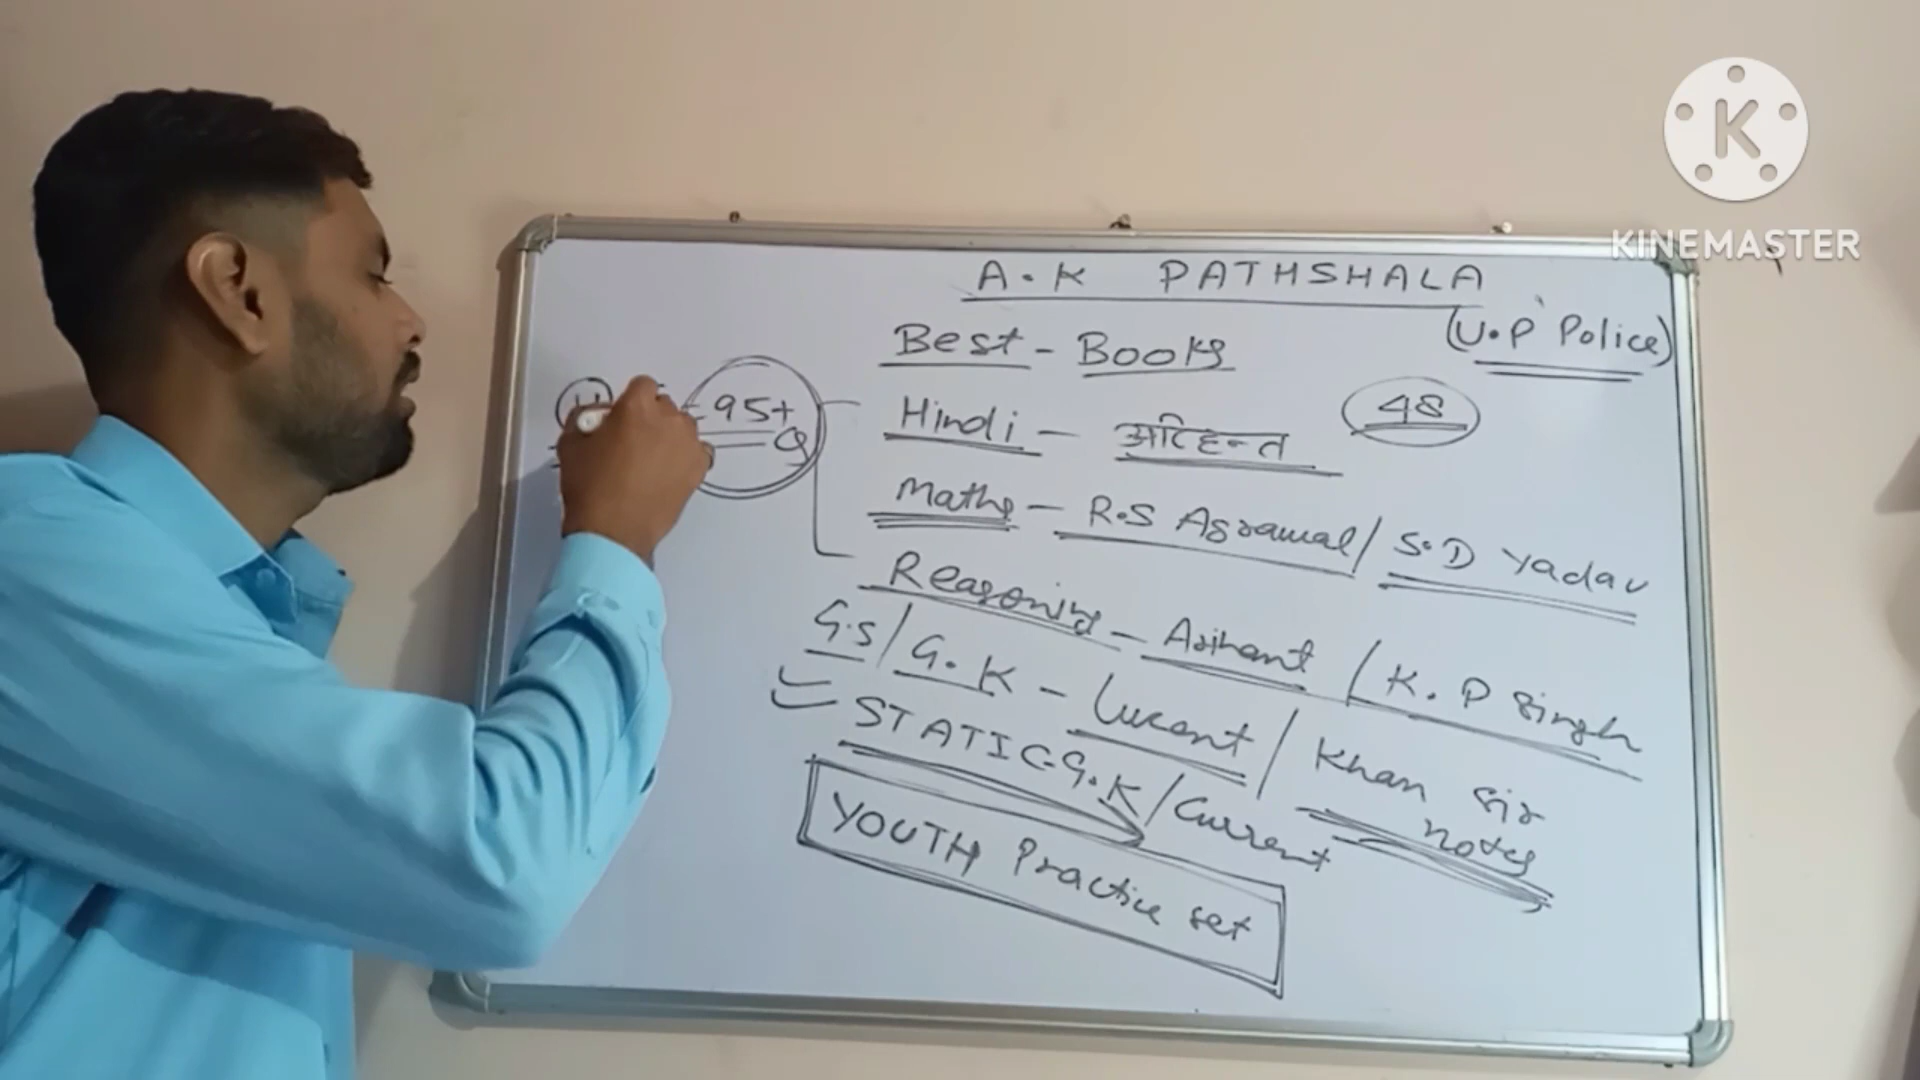 K
KINEMASTER
A.K PATHSHALA
(U.P Police)
Best - Books
95+
Q
Hindi - अरिहन्त
48
Maths - R.S Agrawal / S.D Yadav
Reasoning - Arihant / K.P Singh
G.S / G.K - Lucent / Khan Sir notes
STATIC G.K / Current
YOUTH Practice set